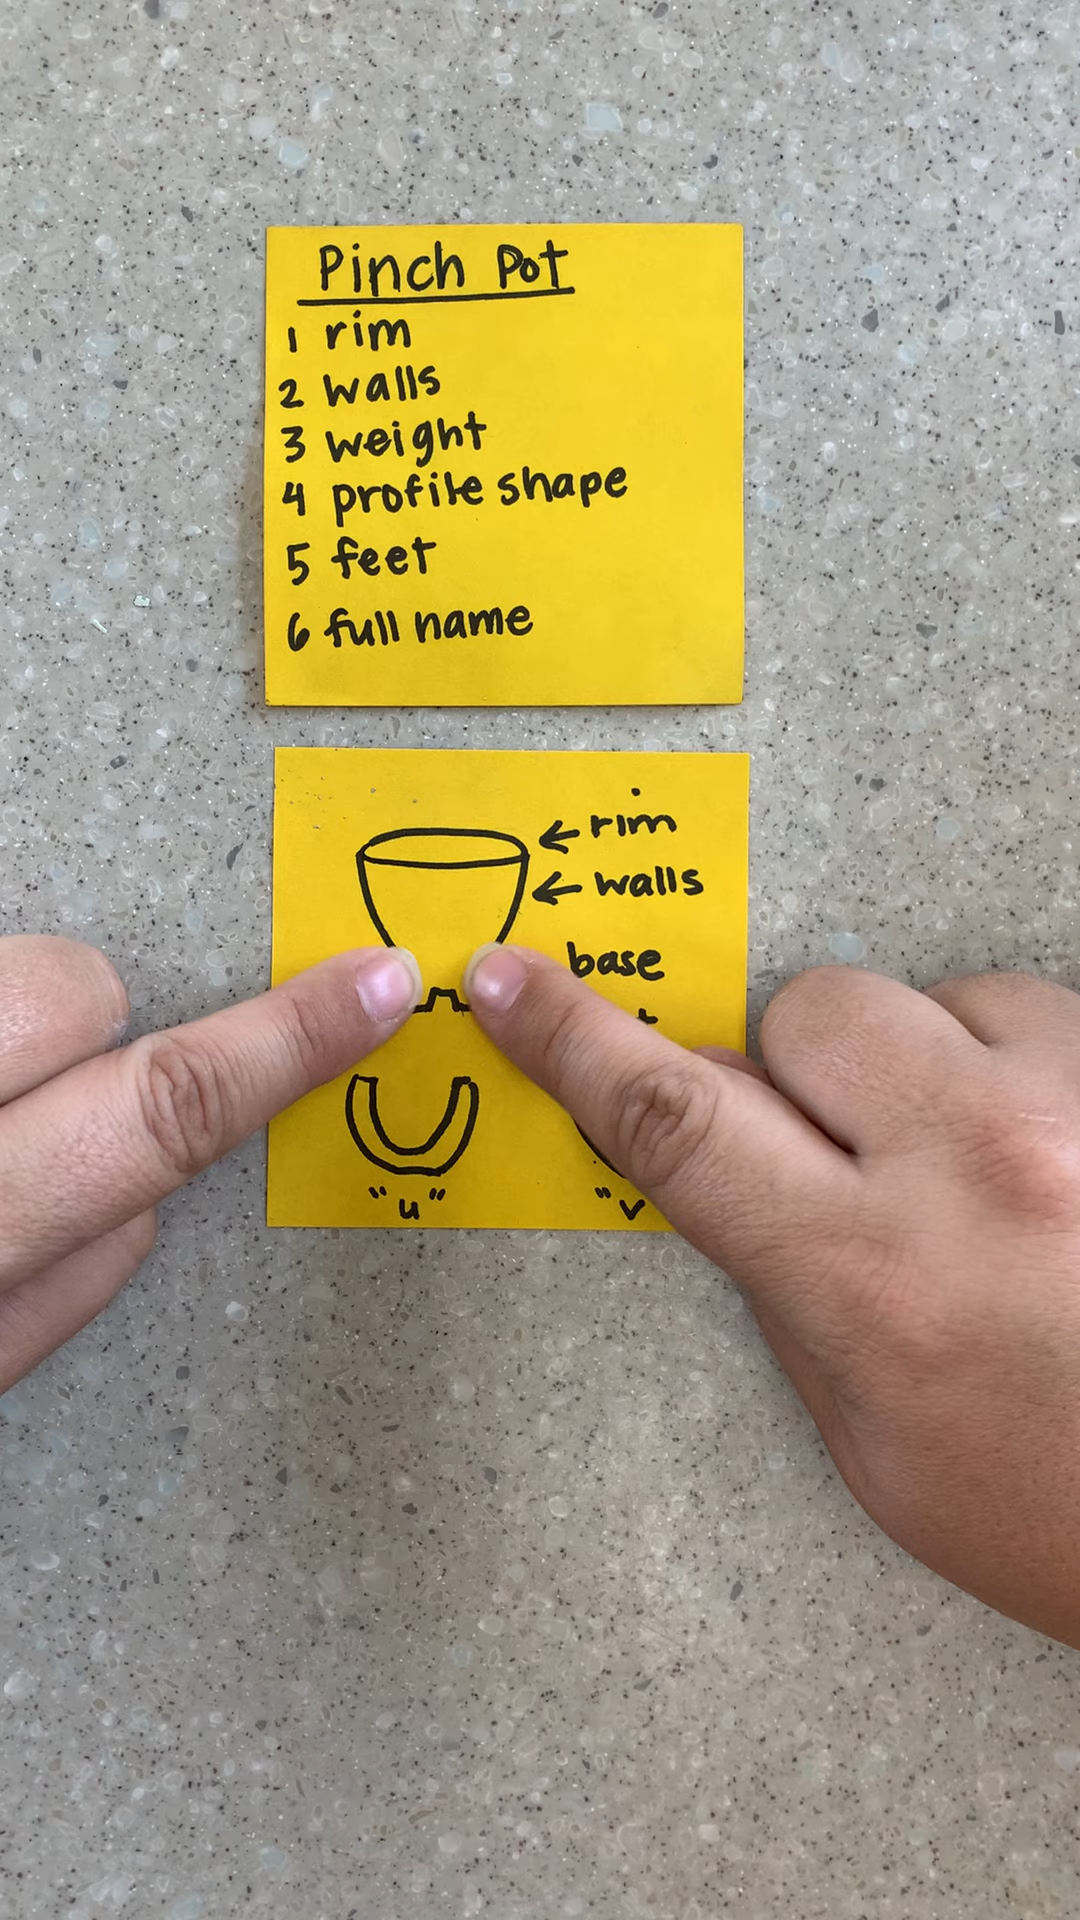 Pinch Pot
1 rim
2 walls
3 weight
4 profile shape
5 feet
6 full name
← rim
← walls
base
"u"
"v